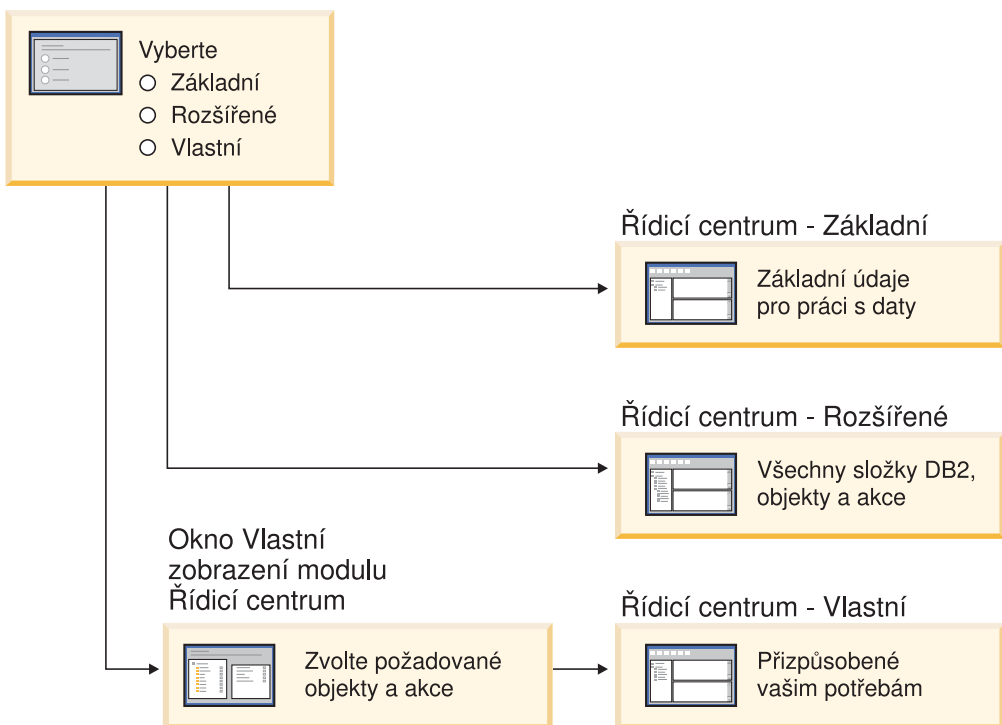 Vyberte
Základní
Rozšířené
Vlastní
Řídicí centrum - Základní
Základní údaje
pro práci s daty
Řídicí centrum - Rozšířené
Všechny složky DB2,
objekty a akce
Okno Vlastní
zobrazení modulu
Řídicí centrum
Zvolte požadované
objekty a akce
Řídicí centrum - Vlastní
Přizpůsobené
vašim potřebám